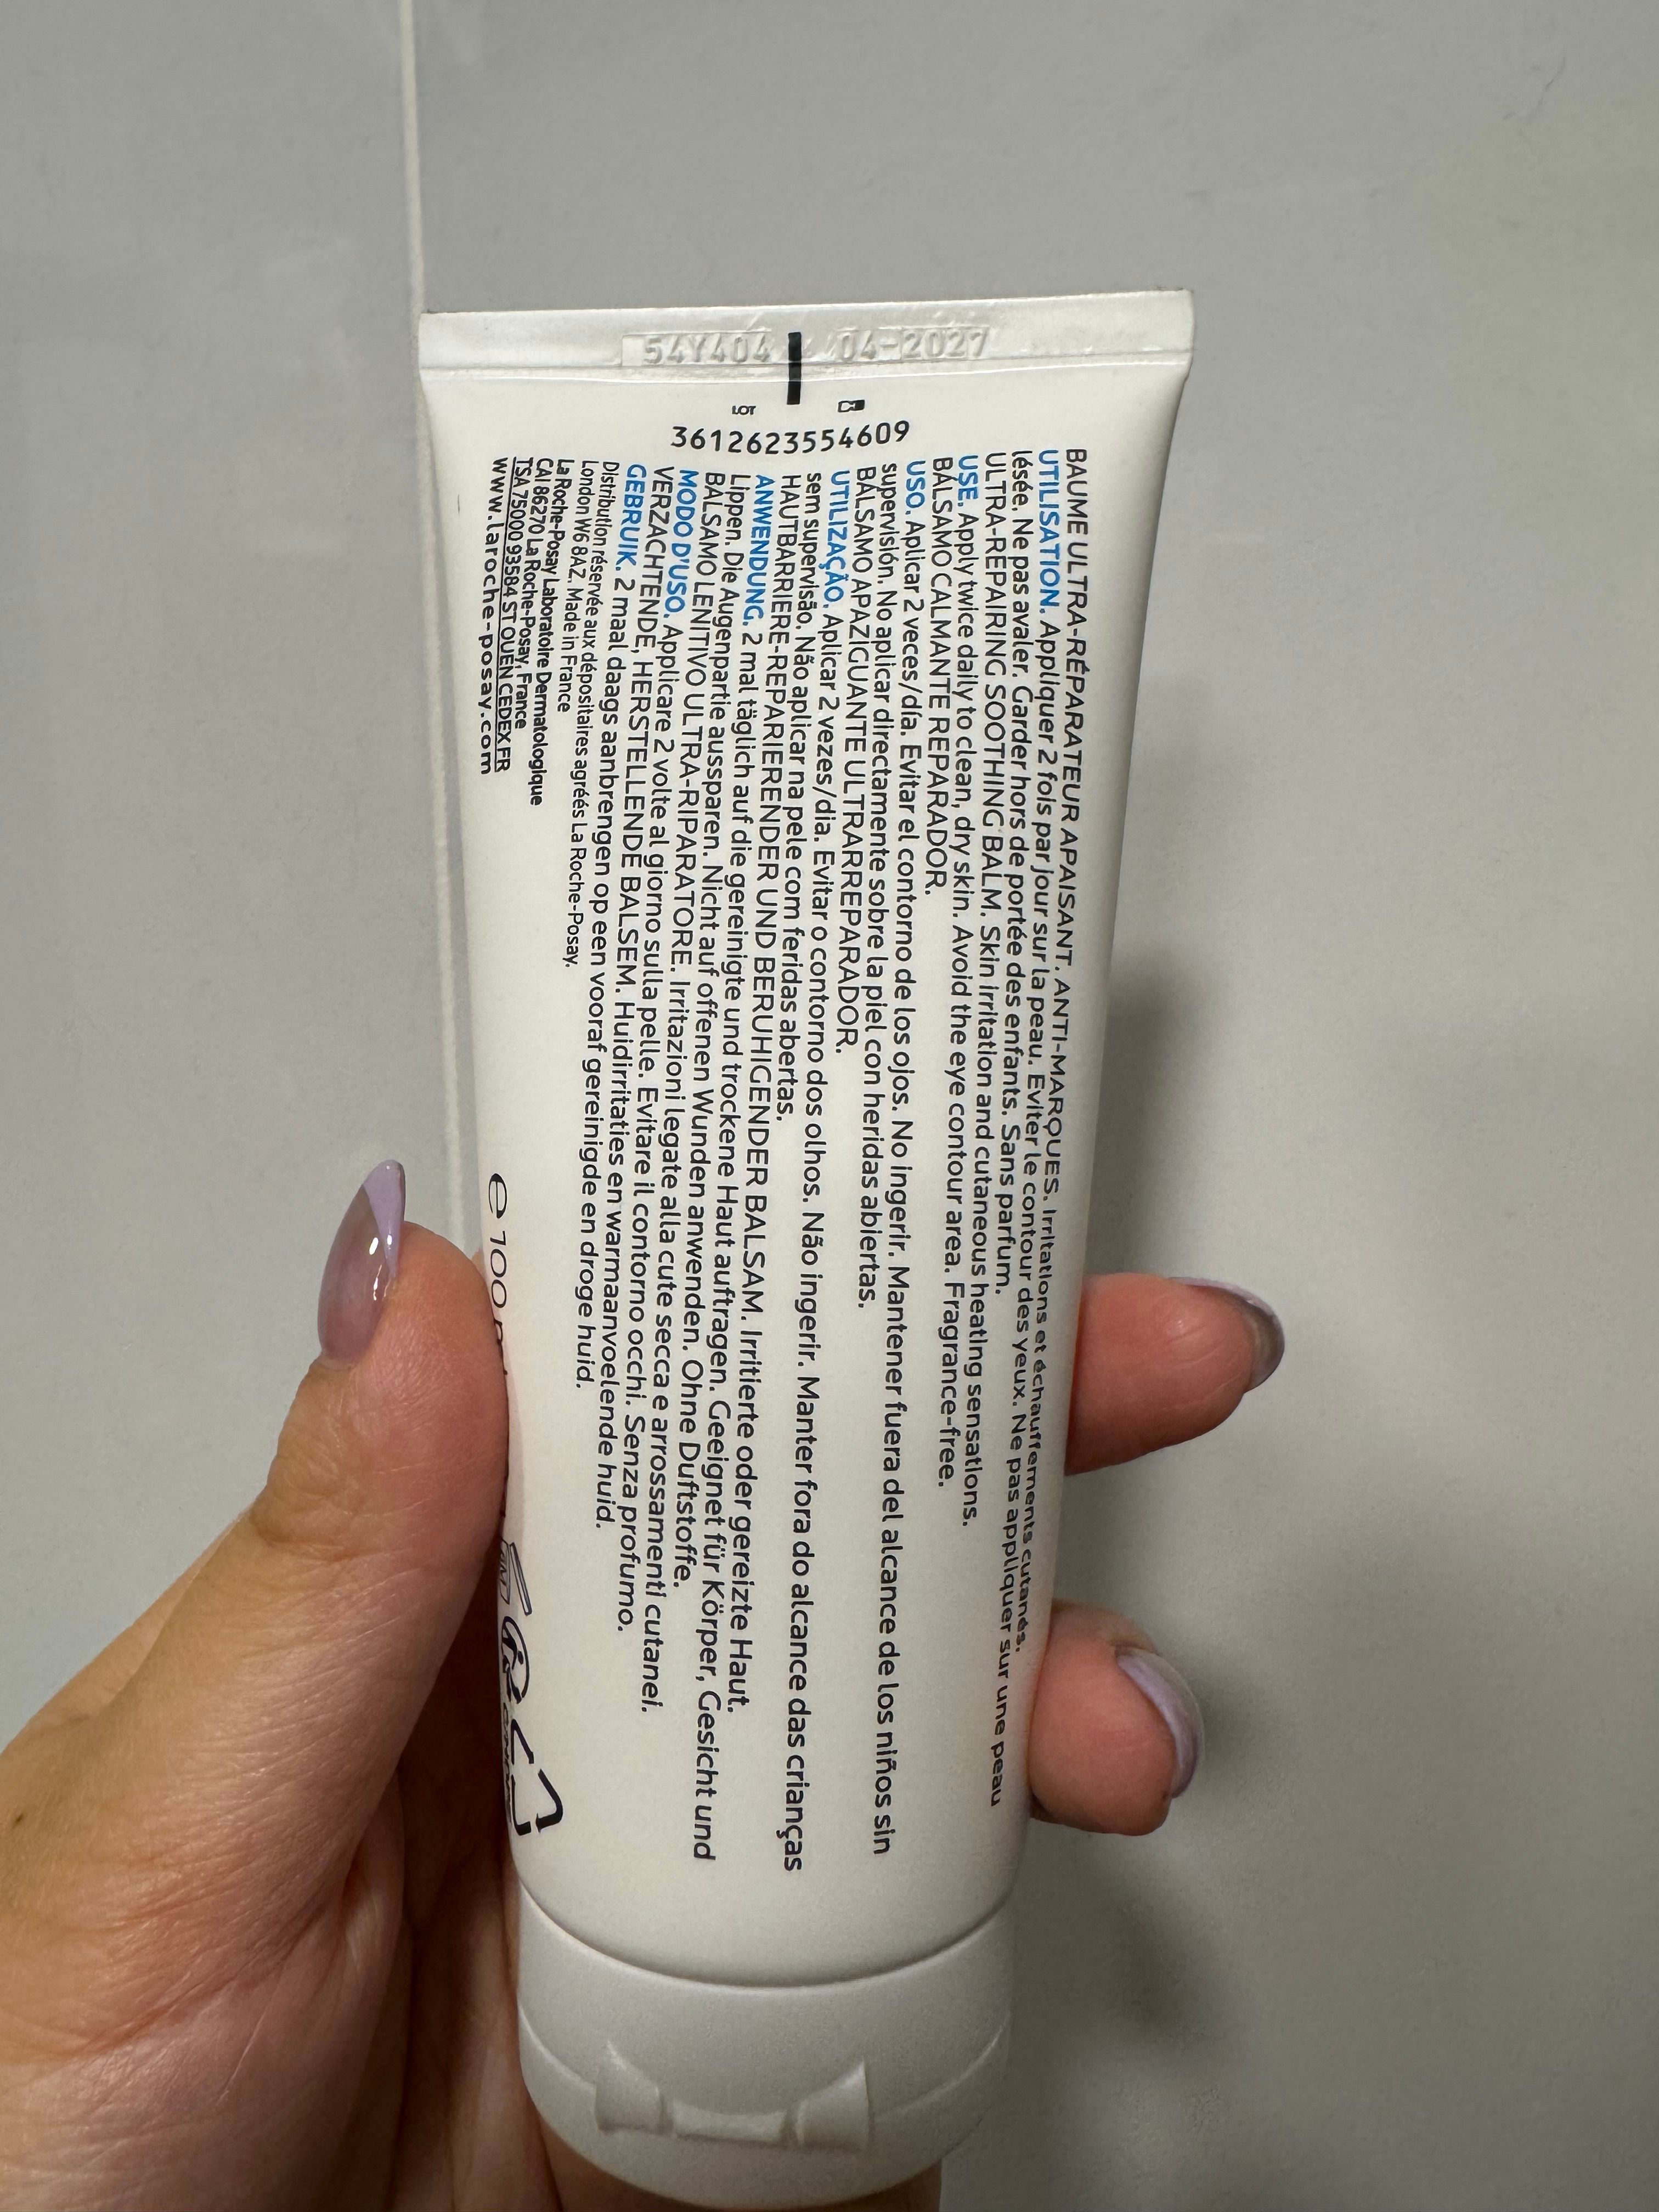 54Y404 04-2027
LOT
3612623554609
BAUME ULTRA-RÉPARATEUR APAISANT. ANTI-MARQUES. Irritations et échauffements cutanés.
UTILISATION. Appliquer 2 fois par jour sur la peau. Eviter le contour des yeux. Ne pas appliquer sur une peau
lésée. Ne pas avaler. Garder hors de portée des enfants. Sans parfum.
ULTRA-REPAIRING SOOTHING BALM. Skin irritation and cutaneous heating sensations.
USE. Apply twice daily to clean, dry skin. Avoid the eye contour area. Fragrance-free.
BÁLSAMO CALMANTE REPARADOR.
USO. Aplicar 2 veces/día. Evitar el contorno de los ojos. No ingerir. Mantener fuera del alcance de los niños sin
supervisión. No aplicar directamente sobre la piel con heridas abiertas.
BÁLSAMO APAZIGUANTE ULTRARREPARADOR.
UTILIZAÇÃO. Aplicar 2 vezes/dia. Evitar o contorno dos olhos. Não ingerir. Manter fora do alcance das crianças
sem supervisão. Não aplicar na pele com feridas abertas.
HAUTBARRIERE-REPARIERENDER UND BERUHIGENDER BALSAM. Irritierte oder gereizte Haut.
ANWENDUNG. 2 mal täglich auf die gereinigte und trockene Haut auftragen. Geeignet für Körper, Gesicht und
Lippen. Die Augenpartie aussparen. Nicht auf offenen Wunden anwenden. Ohne Duftstoffe.
BALSAMO LENITIVO ULTRA-RIPARATORE. Irritazioni legate alla cute secca e arrossamenti cutanei.
MODO D'USO. Applicare 2 volte al giorno sulla pelle. Evitare il contorno occhi. Senza profumo.
VERZACHTENDE, HERSTELLENDE BALSEM. Huidirritaties en warmaanvoelende huid.
GEBRUIK. 2 maal daags aanbrengen op een vooraf gereinigde en droge huid.
Distribution réservée aux dépositaires agréés La Roche-Posay.
London W6 8AZ. Made in France
La Roche-Posay Laboratoire Dermatologique
CAI 86270 La Roche-Posay, France
TSA 75000 93584 ST OUEN CEDEX FR
www.laroche-posay.com
e 100